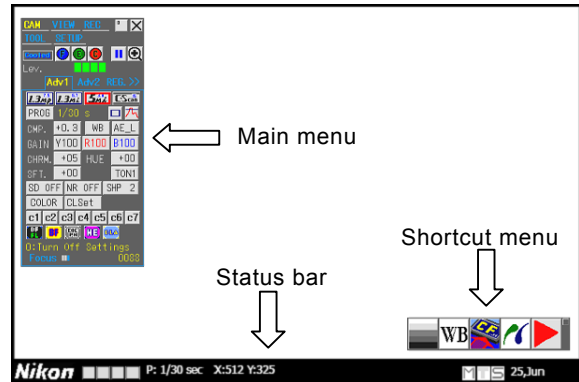 CAM VIEW REC
TOOL SETUP
Lev.
Adv1 Adv2 REG.>>
PROG 1/30 s
CMP. +0.3 WB AE_L
GAIN Y100 R100 B100
CHRM. +05 HUE +00
SFT. +00 TON1
SD OFF NR OFF SHP 2
COLOR CLSet
c1 c2 c3 c4 c5 c6 c7
BF ME
0:Turn Off Settings
Focus 0088
Main menu
Shortcut menu
Status bar
WB CF
Nikon P: 1/30 sec X:512 Y:325 M T S 25,Jun